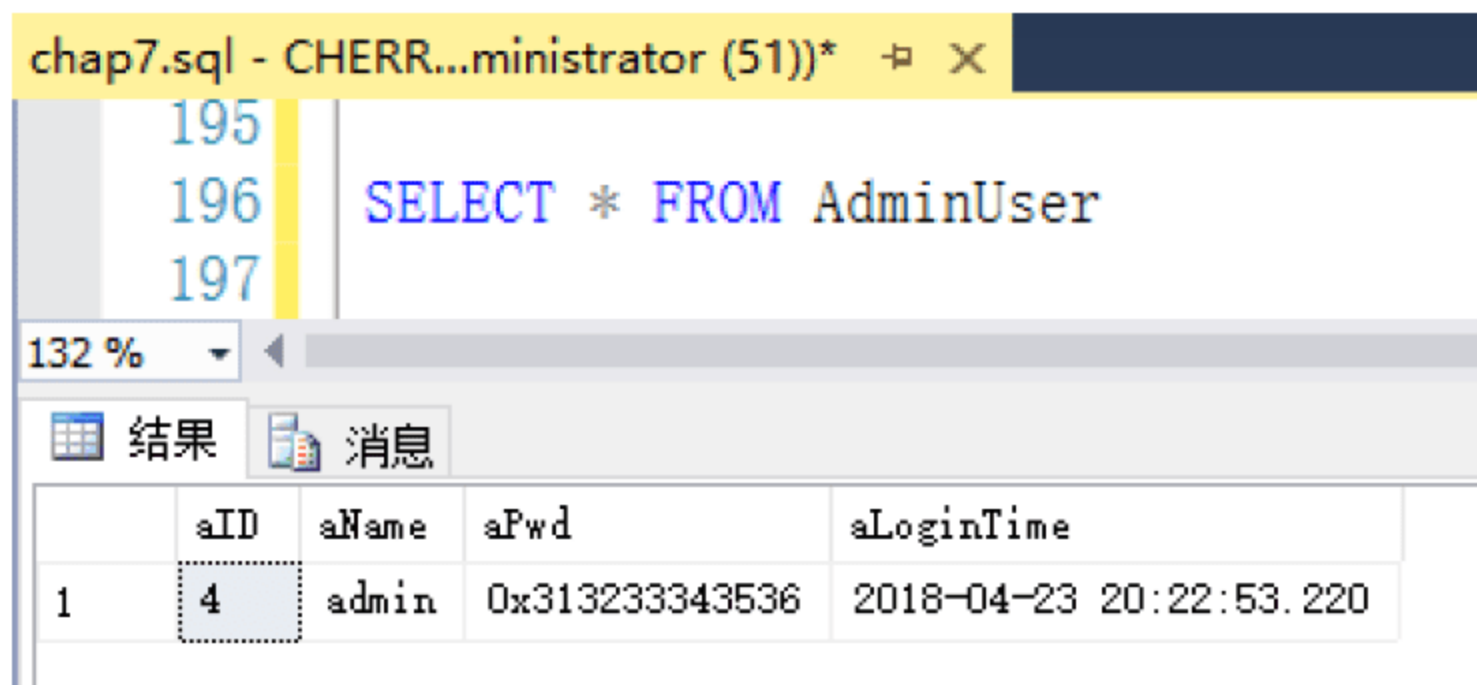 chap7.sql - CHERR...ministrator (51))*
195
196 SELECT * FROM AdminUser
197
132 %
结果 消息
aID aName aPwd aLoginTime
1 4 admin 0x313233343536 2018-04-23 20:22:53.220